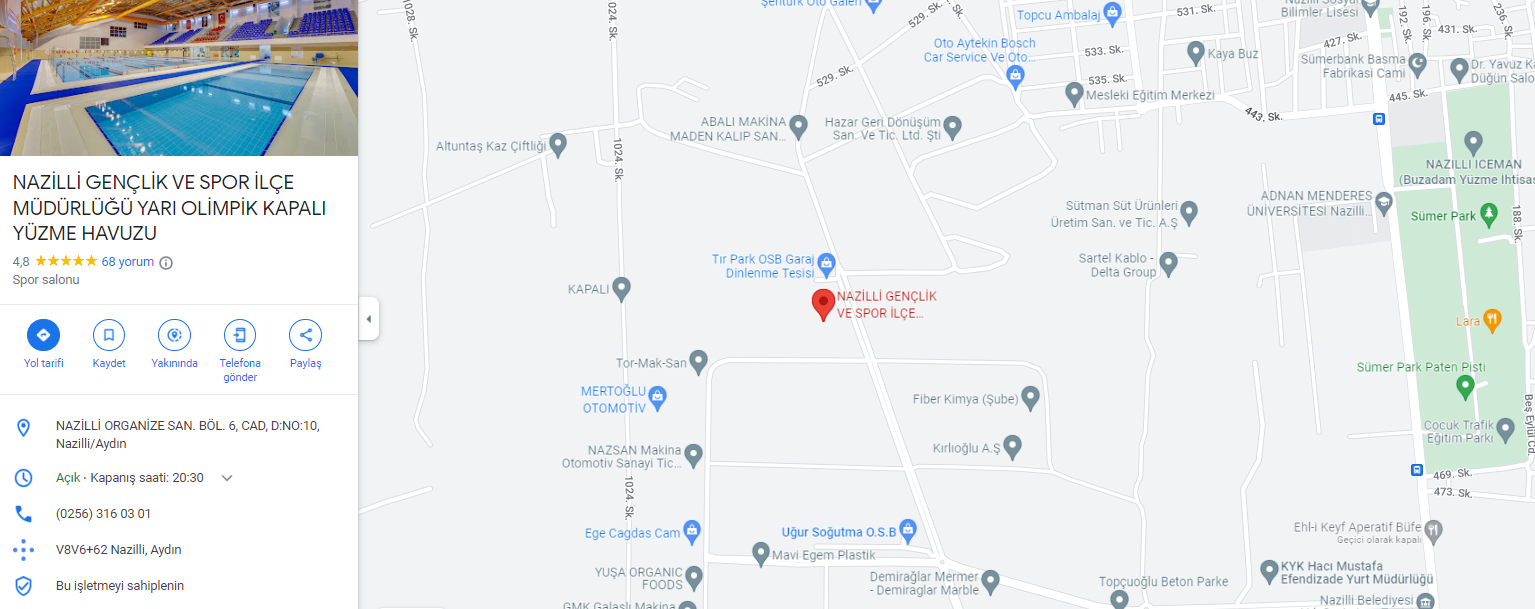 NAZİLLİ GENÇLİK VE SPOR İLÇE
MÜDÜRLÜĞÜ YARI OLİMPİK KAPALI
YÜZME HAVUZU
4,8
68 yorum
Spor salonu
Yol tarifi
Kaydet
Yakınında
Telefona
gönder
Paylaş
NAZİLLİ ORGANİZE SAN. BÖL. 6, CAD, D:NO:10,
Nazilli/Aydın
Açık · Kapanış saati: 20:30
(0256) 316 03 01
V8V6+62 Nazilli, Aydın
Bu işletmeyi sahiplenin
1028. Sk.
024. Sk.
Şentürk Oto Galeri
529. Sk.
Sk.
Topcu Ambalaj
531. Sk.
Nazilli Sosyal
Bilimler Lisesi
192. Sk.
196. Sk.
236. Sk.
431. Sk.
427. Sk.
Oto Aytekin Bosch
Car Service Ve Oto...
533. Sk.
Kaya Buz
Sümerbank Basma
Fabrikası Cami
Dr. Yavuz Ka
Düğün Salo
529. Sk.
535. Sk.
Mesleki Eğitim Merkezi
445. Sk.
443. Sk.
ABALI MAKİNA
MADEN KALIP SAN...
Hazar Geri Dönüşüm
San. Ve Tic. Ltd. Şti
Altuntaş Kaz Çiftliği
1024. Sk.
NAZİLLİ ICEMAN
(Buzadam Yüzme Ihtisas
ADNAN MENDERES
ÜNİVERSİTESİ Nazilli...
Sümer Park
188. Sk.
Sütman Süt Ürünleri
Üretim San. ve Tic. A.Ş
Tır Park OSB Garaj
Dinlenme Tesisi
Sartel Kablo -
Delta Group
KAPALI
NAZİLLİ GENÇLİK
VE SPOR İLÇE...
Lara
Tor-Mak-San
Sümer Park Paten Pisti
MERTOĞLU
OTOMOTİV
Fiber Kimya (Şube)
Cocuk Trafik
Eğitim Parkı
Beş Eylül Cd.
NAZSAN Makina
Otomotiv Sanayi Tic...
Kırlıoğlu A.Ş
1024. Sk.
469. Sk.
473. Sk.
Ege Cagdas Cam
Uğur Soğutma O.S.B
Ehl-i Keyf Aperatif Büfe
Geçici olarak kapalı
Mavi Egem Plastik
YUŞA ORGANIC
FOODS
Demirağlar Mermer
- Demiraglar Marble
Topçuoğlu Beton Parke
KYK Hacı Mustafa
Efendizade Yurt Müdürlüğü
GMK Galaşlı Makina
Nazilli Belediyesi